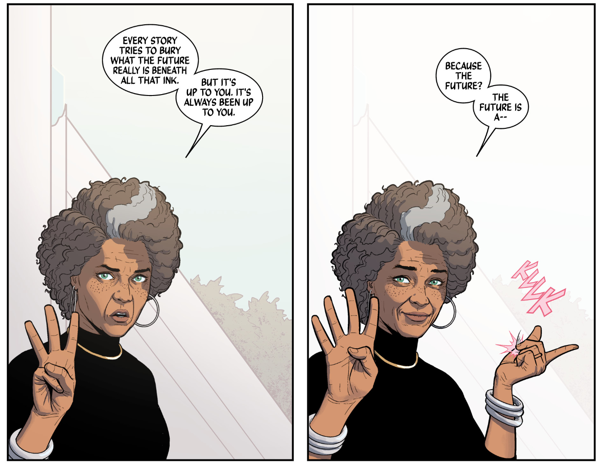 EVERY STORY
TRIES TO BURY
WHAT THE FUTURE
REALLY IS BENEATH
ALL THAT INK.
BUT IT'S
UP TO YOU. IT'S
ALWAYS BEEN UP
TO YOU.
BECAUSE
THE
FUTURE?
THE
FUTURE IS
A--
KLIK